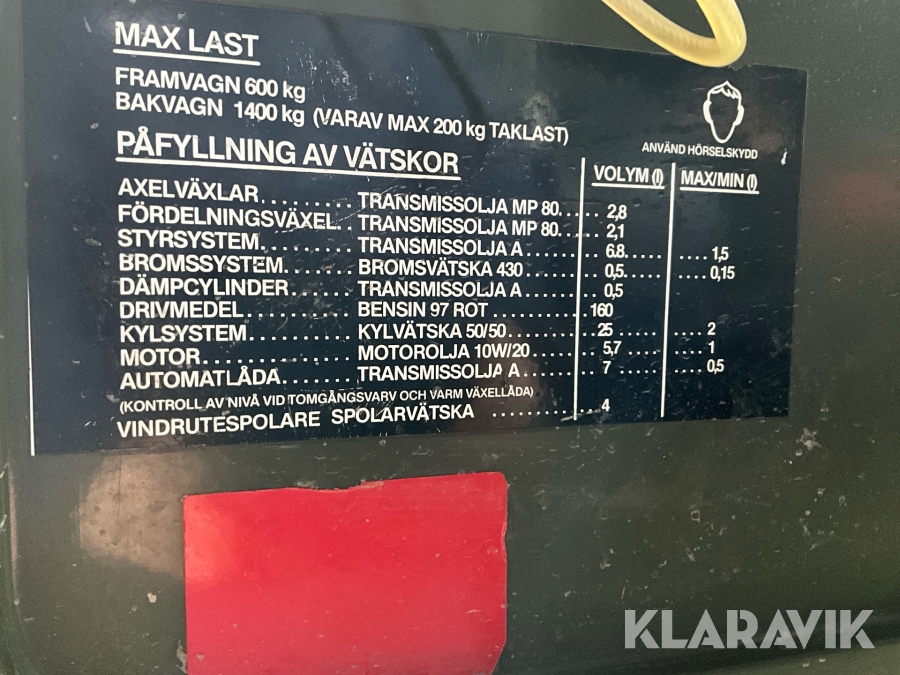 MAX LAST
FRAMVAGN 600 kg
BAKVAGN 1400 kg (VARAV MAX 200 kg TAKLAST)
ANVÄND HÖRSELSKYDD
PÅFYLLNING AV VÄTSKOR
VOLYM (l) MAX/MIN (l)
AXELVÄXLAR.......... TRANSMISSOLJA MP 80..... 2,8
FÖRDELNINGSVÄXEL.. TRANSMISSOLJA MP 80..... 2,1
STYRSYSTEM.......... TRANSMISSOLJA A......... 6.8...... ....1,5
BROMSSYSTEM....... BROMSVÄTSKA 430........ 0,5...... ....0,15
DÄMPCYLINDER...... TRANSMISSOLJA A......... 0,5
DRIVMEDEL........... BENSIN 97 ROT ........160
KYLSYSTEM........... KYLVÄTSKA 50/50........ 25 ...... ....2
MOTOR................ MOTOROLJA 10W/20...... 5,7 ..... ....1
AUTOMATLÅDA....... TRANSMISSOLJA A......... 7 ...... ....0,5
(KONTROLL AV NIVÅ VID TOMGÅNGSVARV OCH VARM VÄXELLÅDA)
VINDRUTESPOLARE SPOLARVÄTSKA ............ 4
KLARAVIK